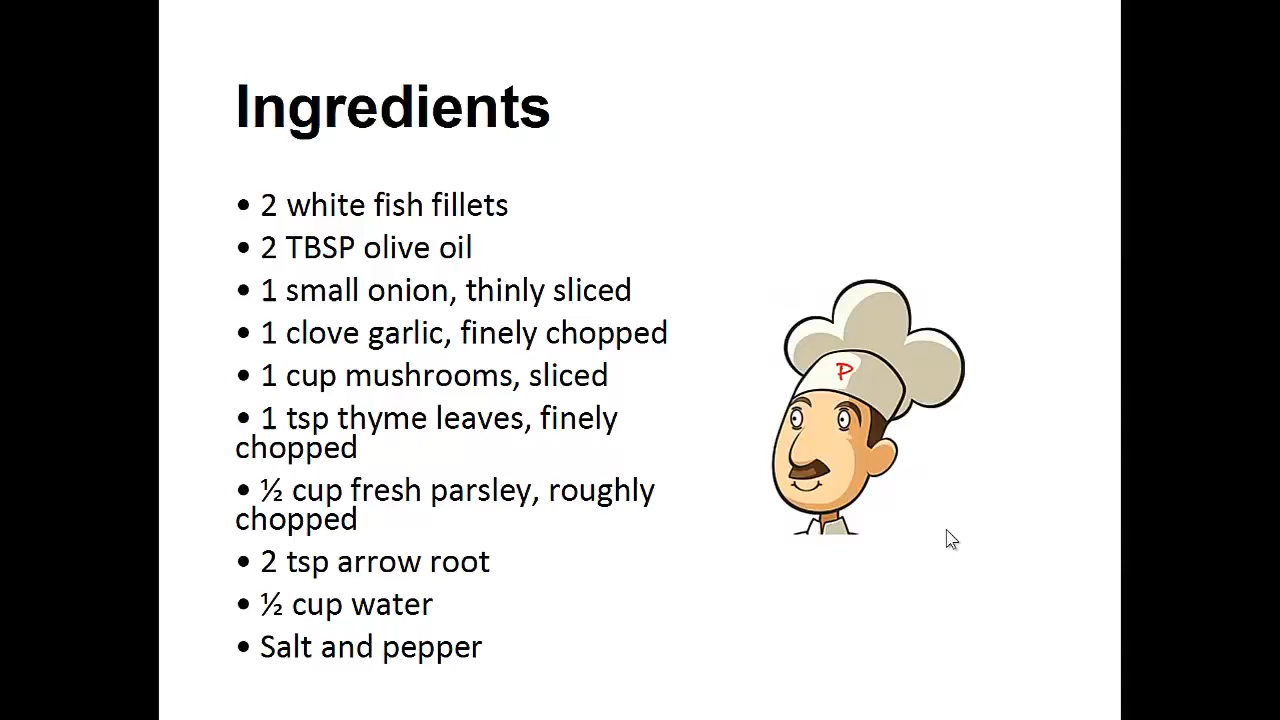 Ingredients
• 2 white fish fillets
• 2 TBSP olive oil
• 1 small onion, thinly sliced
• 1 clove garlic, finely chopped
• 1 cup mushrooms, sliced
• 1 tsp thyme leaves, finely
chopped
• ½ cup fresh parsley, roughly
chopped
• 2 tsp arrow root
• ½ cup water
• Salt and pepper
P